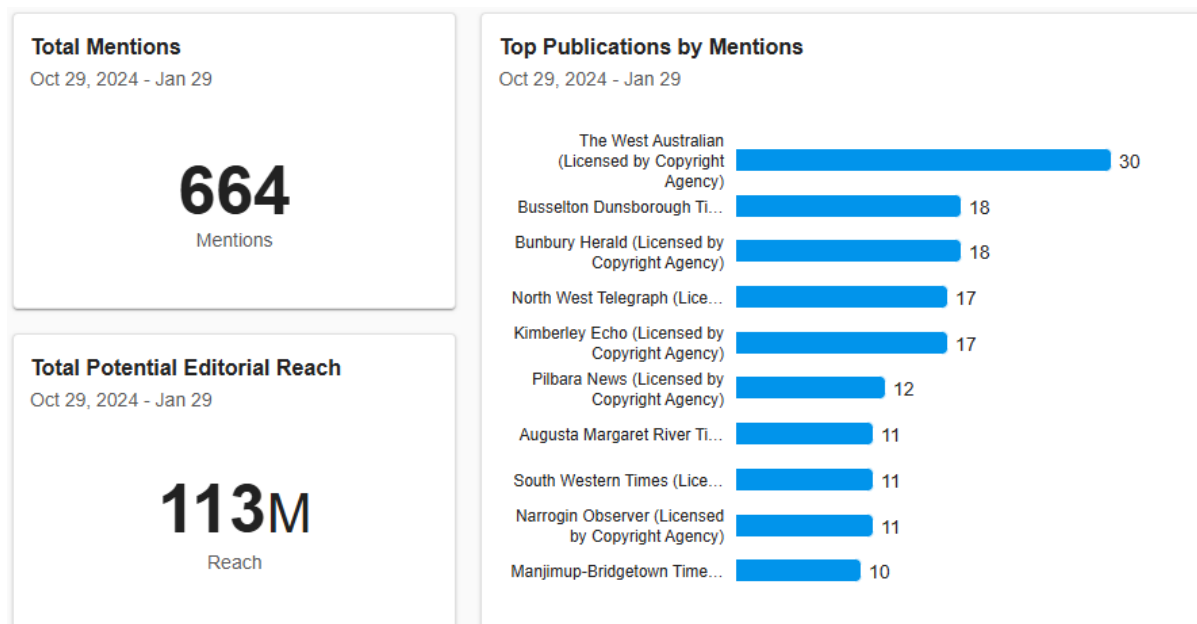 Total Mentions
Oct 29, 2024 - Jan 29
664
Mentions
Total Potential Editorial Reach
Oct 29, 2024 - Jan 29
113M
Reach
Top Publications by Mentions
Oct 29, 2024 - Jan 29
The West Australian
(Licensed by Copyright
Agency)
30
Busselton Dunsborough Ti...
18
Bunbury Herald (Licensed by
Copyright Agency)
18
North West Telegraph (Lice...
17
Kimberley Echo (Licensed by
Copyright Agency)
17
Pilbara News (Licensed by
Copyright Agency)
12
Augusta Margaret River Ti...
11
South Western Times (Lice...
11
Narrogin Observer (Licensed
by Copyright Agency)
11
Manjimup-Bridgetown Time...
10